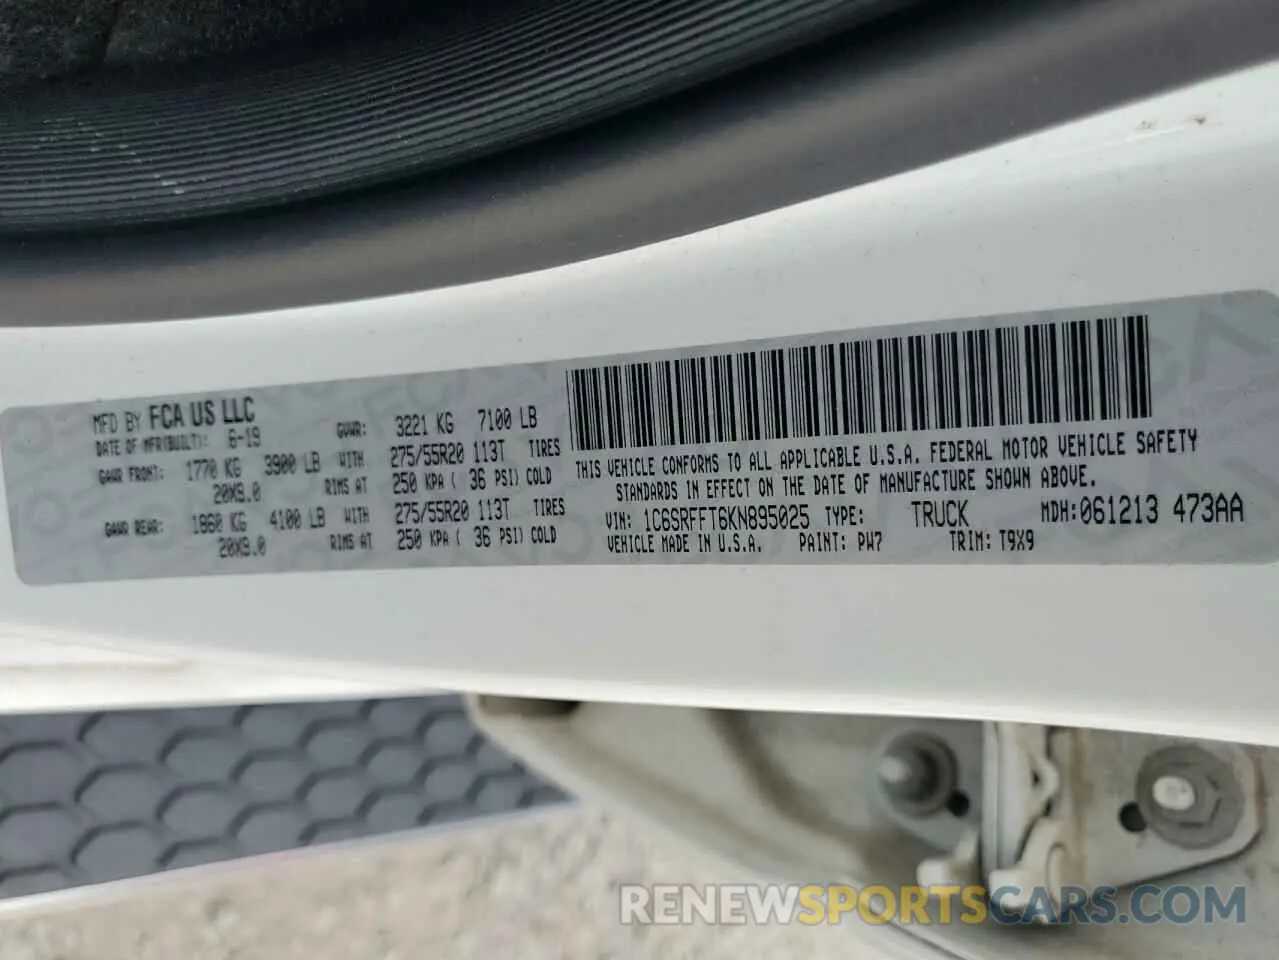 MFD BY FCA US LLC
DATE OF MFR(BUILT): 6-19 GVWR: 3221 KG 7100 LB
GAWR FRONT: 1770 KG 3900 LB WITH 275/55R20 113T TIRES
20X9.0 RIMS AT 250 KPA ( 36 PSI) COLD
GAWR REAR: 1860 KG 4100 LB WITH 275/55R20 113T TIRES
20X9.0 RIMS AT 250 KPA ( 36 PSI) COLD
THIS VEHICLE CONFORMS TO ALL APPLICABLE U.S.A. FEDERAL MOTOR VEHICLE SAFETY
STANDARDS IN EFFECT ON THE DATE OF MANUFACTURE SHOWN ABOVE.
VIN: 1C6SRFFT6KN895025 TYPE: TRUCK MDH:061213 473AA
VEHICLE MADE IN U.S.A. PAINT: PW7 TRIM: T9X9
RENEWSPORTSCARS.COM